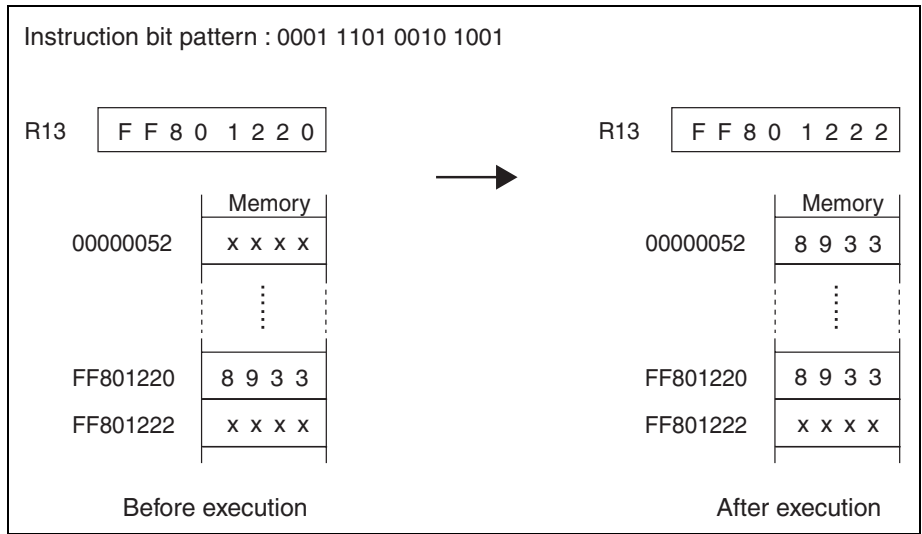 Instruction bit pattern : 0001 1101 0010 1001
R13 F F 8 0 1 2 2 0
R13 F F 8 0 1 2 2 2
Memory
Memory
00000052 x x x x
00000052 8 9 3 3
FF801220 8 9 3 3
FF801220 8 9 3 3
FF801222 x x x x
FF801222 x x x x
Before execution
After execution